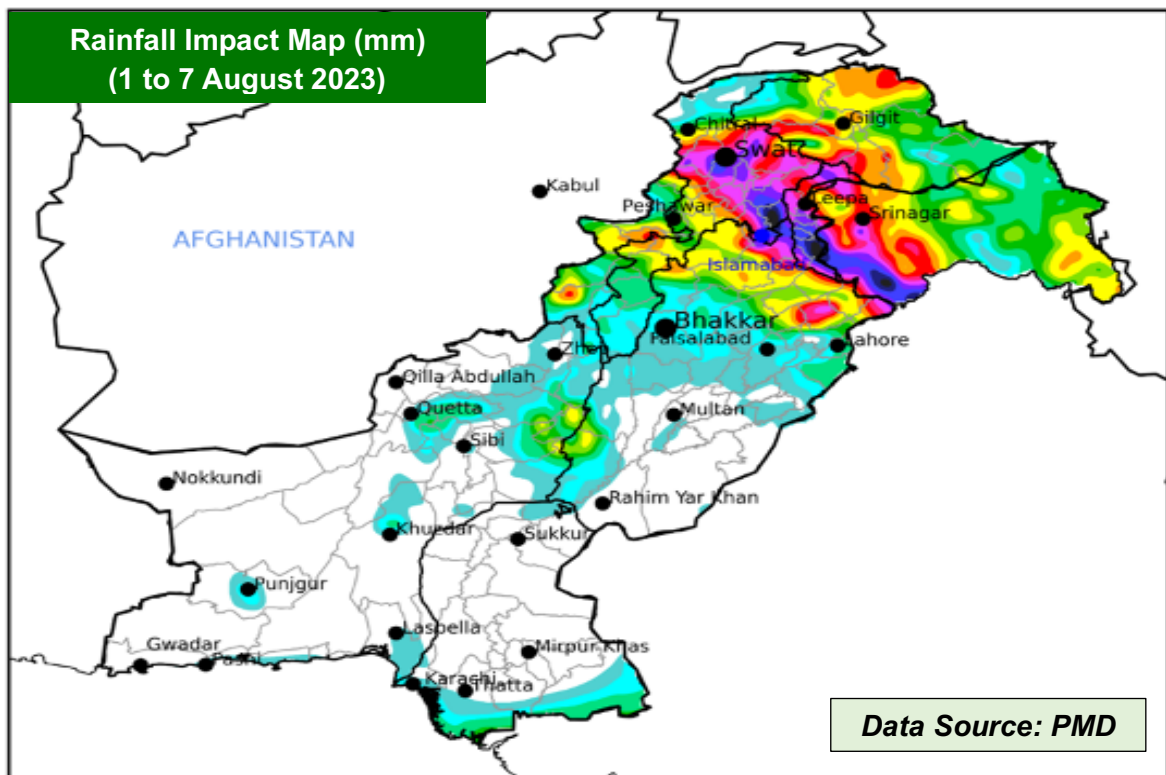 Rainfall Impact Map (mm)
(1 to 7 August 2023)
Chitral
Gilgit
Swat
Kabul
Peshawar
Leepa
Srinagar
AFGHANISTAN
Islamabad
Bhakkar
Faisalabad
Lahore
Zhob
Qilla Abdullah
Quetta
Multan
Sibi
Nokkundi
Rahim Yar Khan
Khuzdar
Sukkur
Punjgur
Lasbella
Gwadar
Mirpur Khas
Pasni
Karachi
Thatta
Data Source: PMD